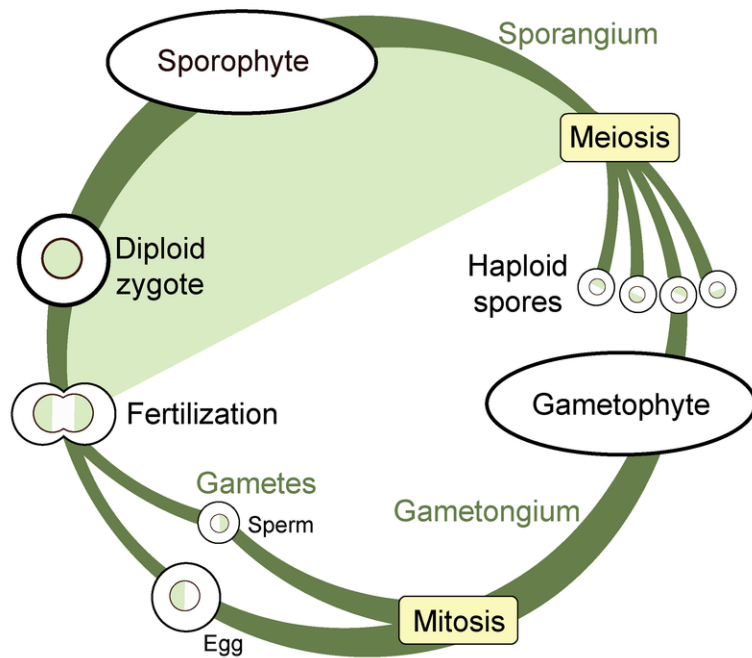 Sporangium
Sporophyte
Meiosis
Diploid
zygote
Haploid
spores
Gametophyte
Fertilization
Gametes
Sperm
Gametongium
Mitosis
Egg